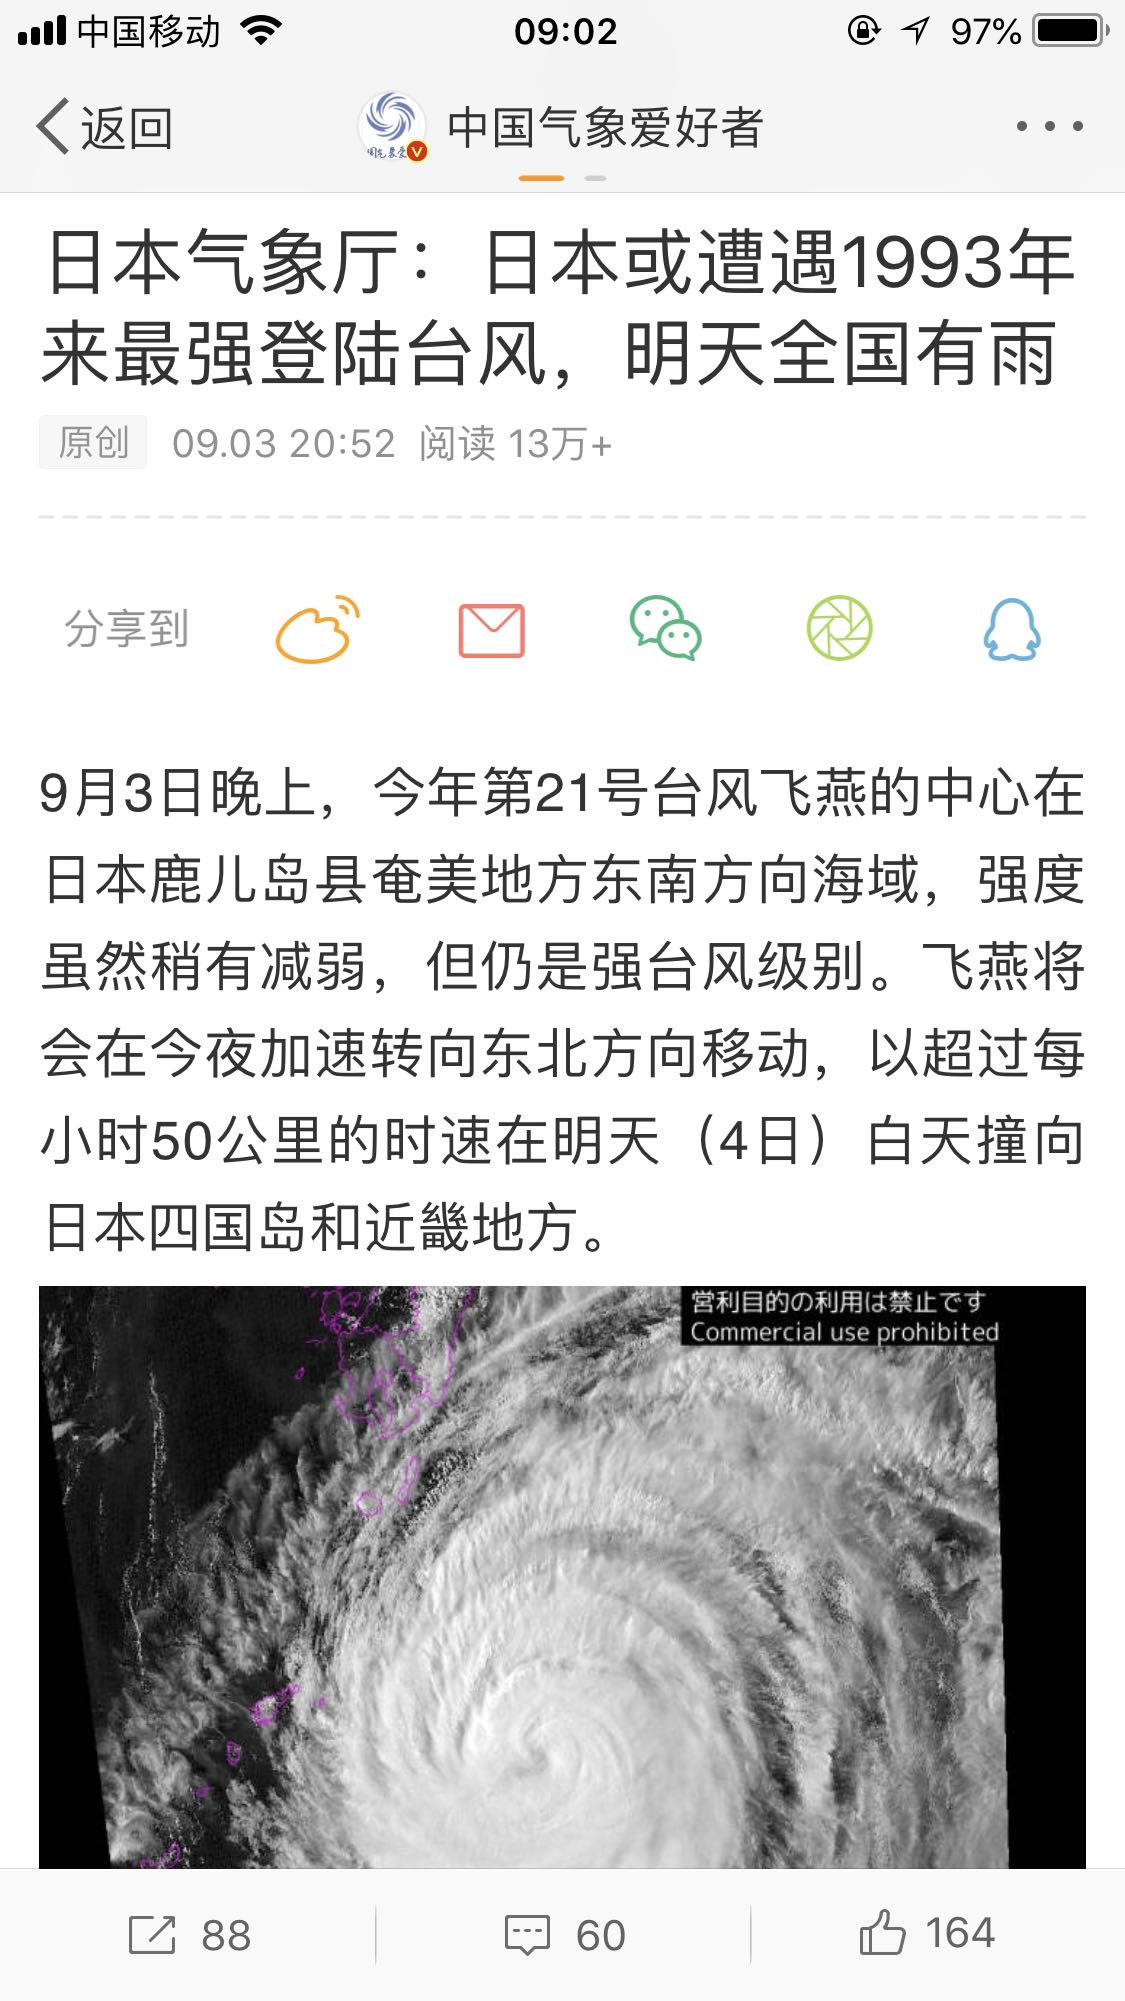 中国移动 09:02 97%
返回 中国气象爱好者
日本气象厅：日本或遭遇1993年
来最强登陆台风，明天全国有雨
原创 09.03 20:52 阅读 13万+
分享到
9月3日晚上，今年第21号台风飞燕的中心在
日本鹿儿岛县奄美地方东南方向海域，强度
虽然稍有减弱，但仍是强台风级别。飞燕将
会在今夜加速转向东北方向移动，以超过每
小时50公里的时速在明天（4日）白天撞向
日本四国岛和近畿地方。
営利目的の利用は禁止です
Commercial use prohibited
88 60 164